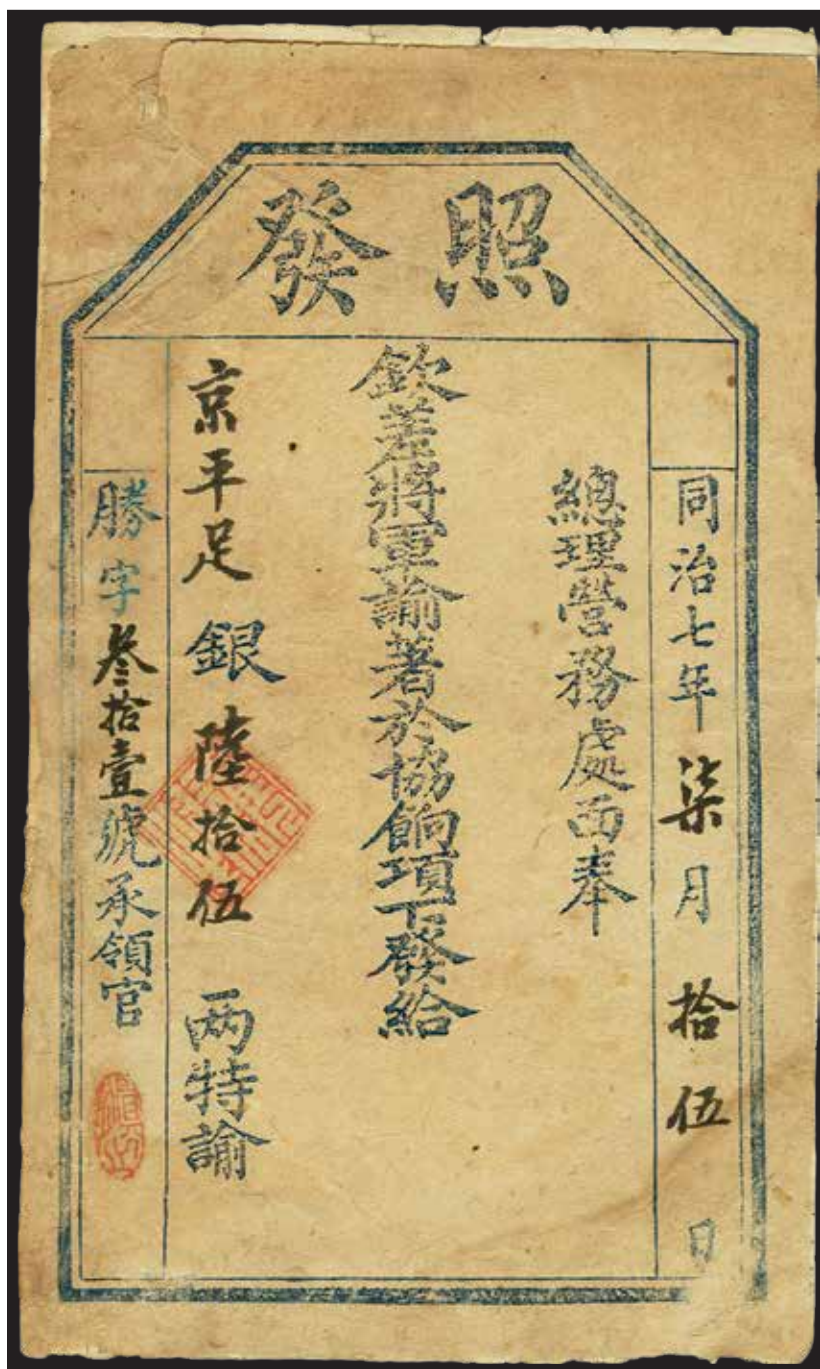 照發
同治七年柒月拾伍日
總理營務處面奉
欽差將軍諭著於協餉項下發給
京平足銀陸拾伍兩特諭
勝字叁拾壹號承領官